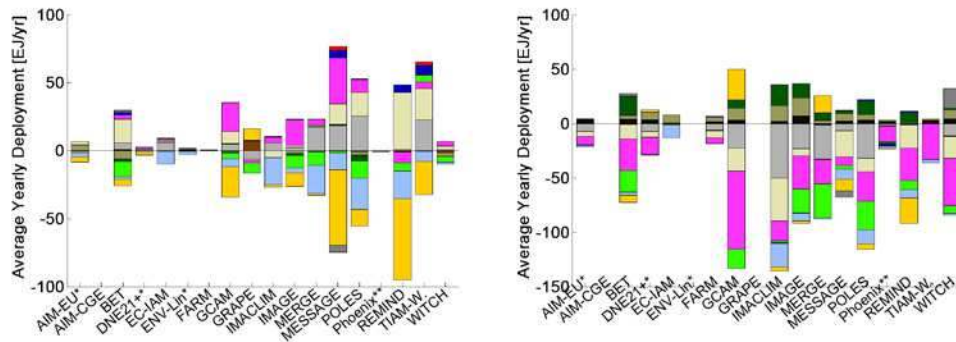 Average Yearly Deployment [EJ/yr]
100
50
0
-50
-100
AIM-EU*
AIM-CGE
BET
DNE21+*
EC-IAM
ENV-Lin*
FARM
GCAM
GRAPE
IMACLIM
IMAGE
MERGE
MESSAGE
POLES
Phoenix**
REMIND
TIAM-W.
WITCH
Average Yearly Deployment [EJ/yr]
100
50
0
-50
-100
-150
AIM-EU*
AIM-CGE
BET
DNE21+*
EC-IAM
ENV-Lin*
FARM
GCAM
GRAPE
IMACLIM
IMAGE
MERGE
MESSAGE
POLES
Phoenix**
REMIND
TIAM-W.
WITCH